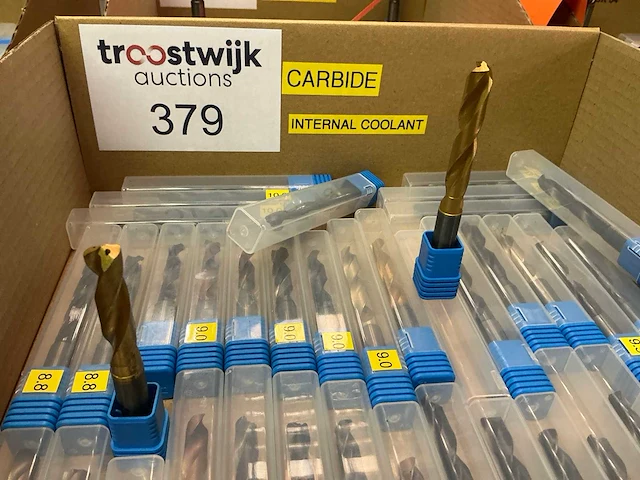 troostwijk
auctions
379
CARBIDE
INTERNAL COOLANT
9.0
9.0
9.0
9.0
8.8
8.8